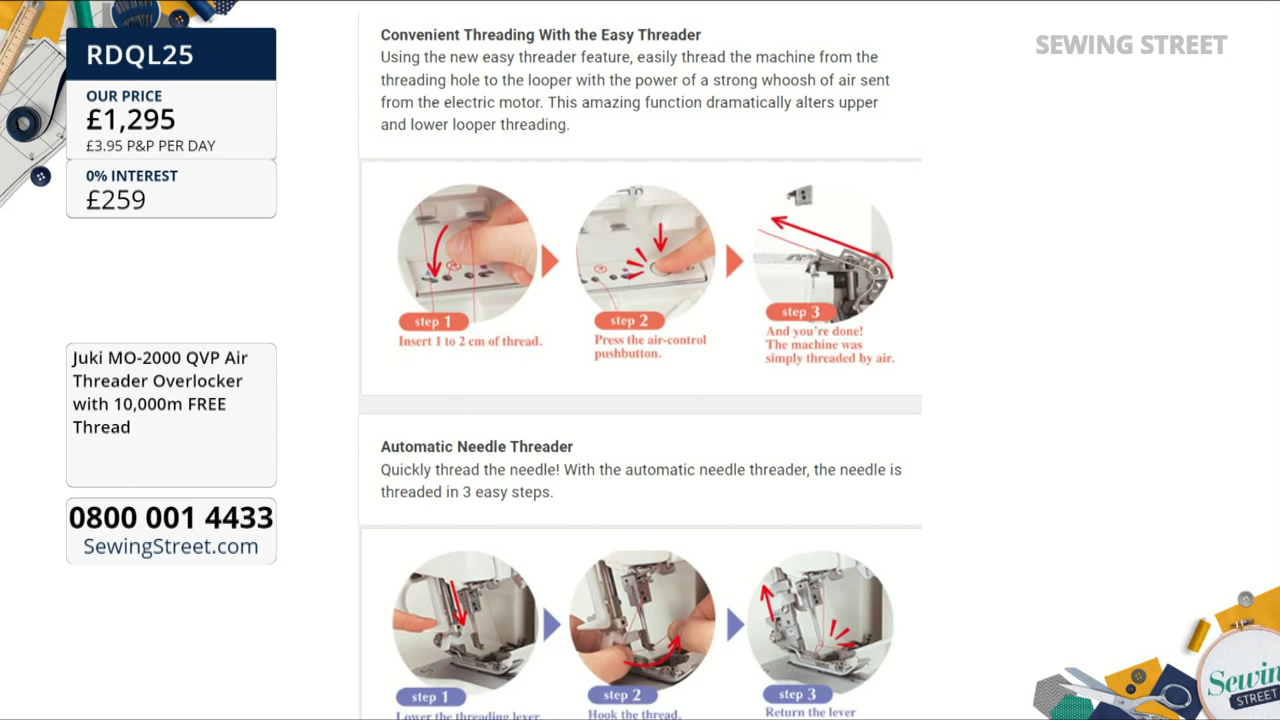 RDQL25
OUR PRICE
£1,295
£3.95 P&P PER DAY
0% INTEREST
£259
Juki MO-2000 QVP Air
Threader Overlocker
with 10,000m FREE
Thread
0800 001 4433
SewingStreet.com
SEWING STREET
Convenient Threading With the Easy Threader
Using the new easy threader feature, easily thread the machine from the
threading hole to the looper with the power of a strong whoosh of air sent
from the electric motor. This amazing function dramatically alters upper
and lower looper threading.
step 1
Insert 1 to 2 cm of thread.
step 2
Press the air-control
pushbutton.
step 3
And you're done!
The machine was
simply threaded by air.
Automatic Needle Threader
Quickly thread the needle! With the automatic needle threader, the needle is
threaded in 3 easy steps.
step 1
Lower the threading lever.
step 2
Hook the thread.
step 3
Return the lever
Sewin
STREET